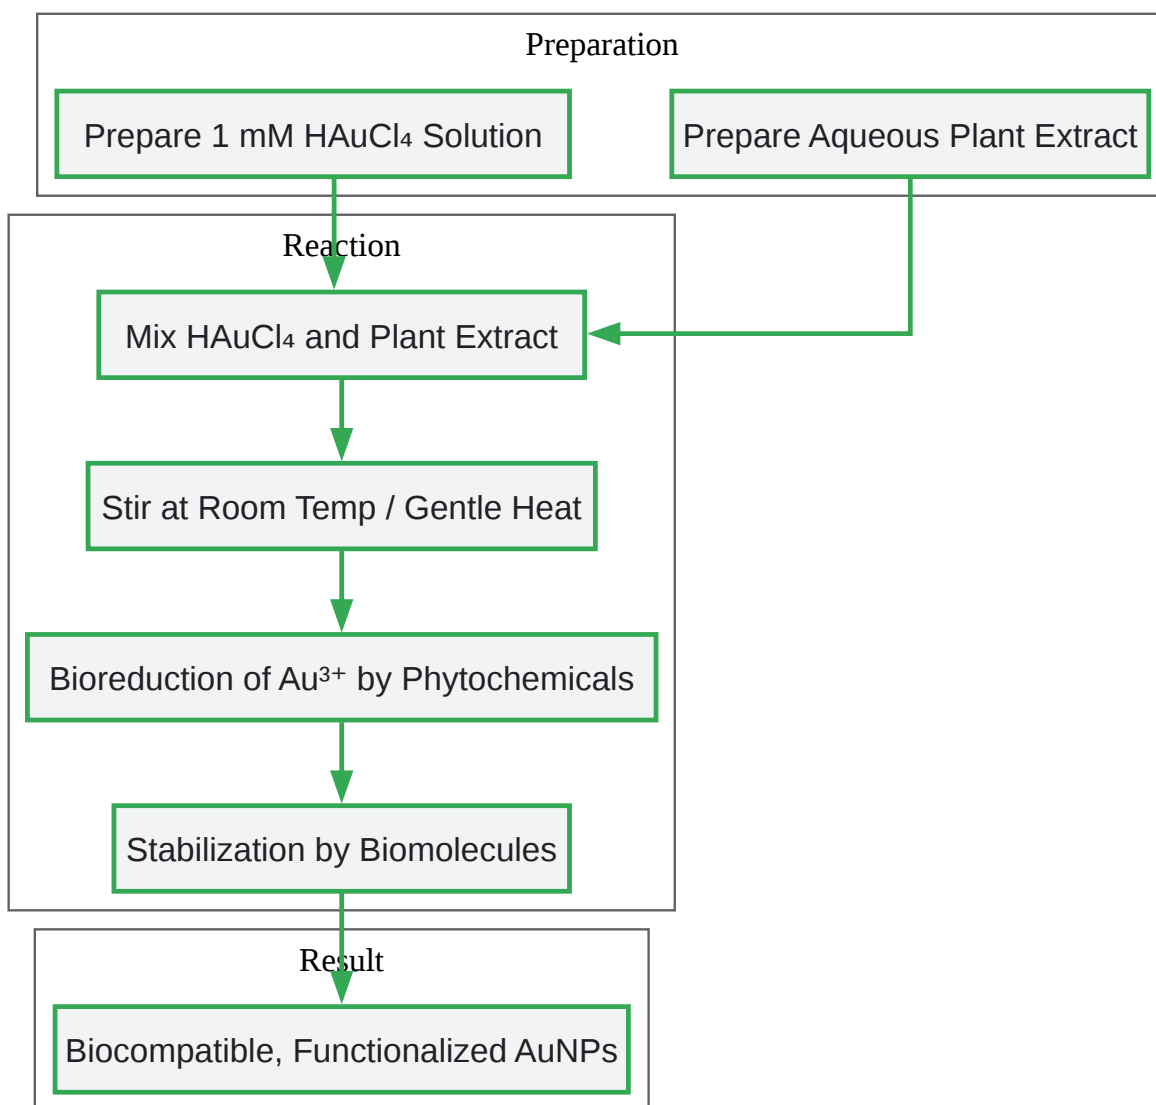 Preparation
Prepare 1 mM HAuCl₄ Solution
Prepare Aqueous Plant Extract
Reaction
Mix HAuCl₄ and Plant Extract
Stir at Room Temp / Gentle Heat
Bioreduction of Au³⁺ by Phytochemicals
Stabilization by Biomolecules
Result
Biocompatible, Functionalized AuNPs